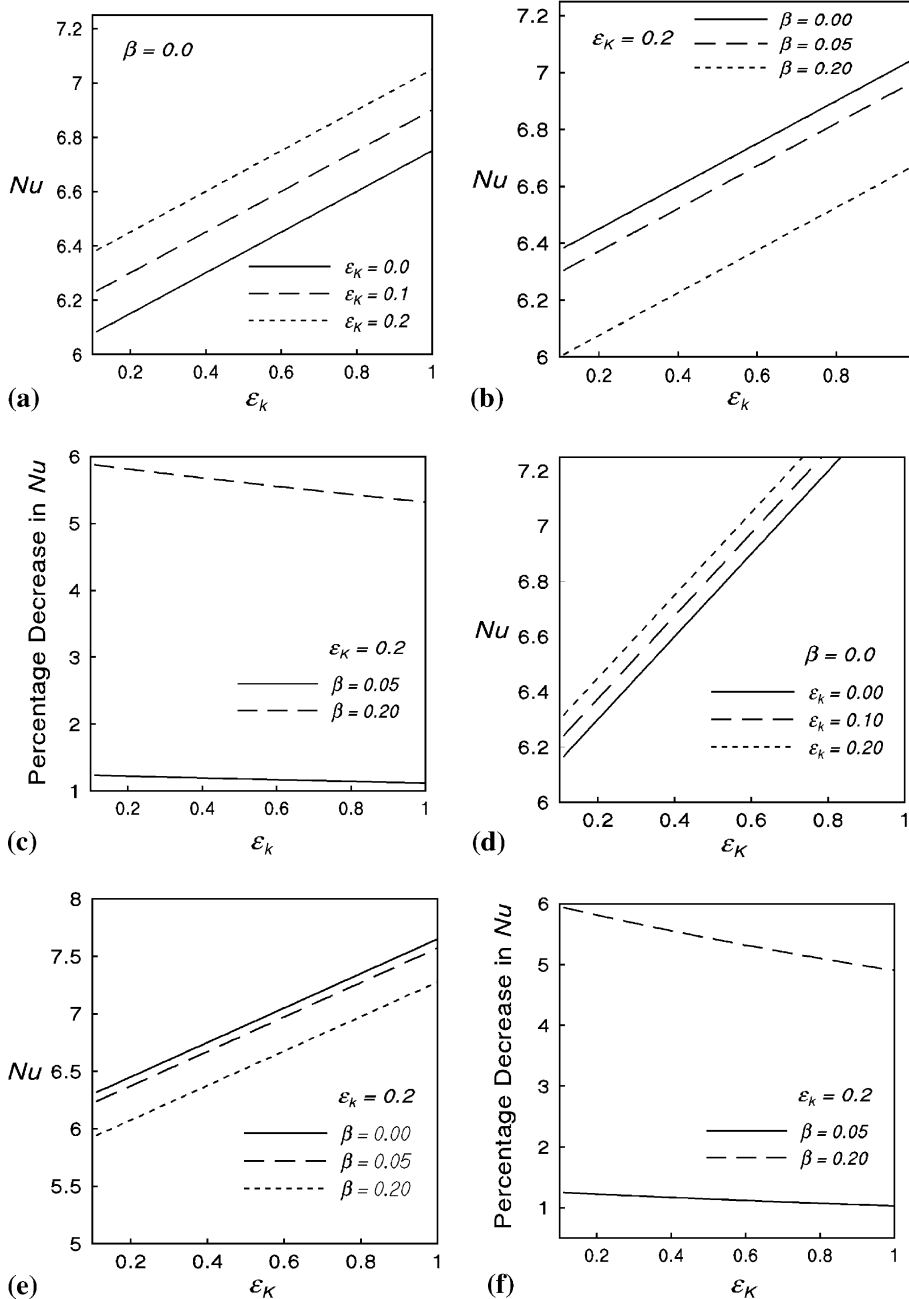 7.2
7
6.8
6.6
6.4
6.2
6
Nu
β = 0.0
ε_K = 0.0
ε_K = 0.1
ε_K = 0.2
0.2 0.4 0.6 0.8 1
(a) ε_k
7.2
7
6.8
6.6
6.4
6.2
6
Nu
ε_K = 0.2
β = 0.00
β = 0.05
β = 0.20
0.2 0.4 0.6 0.8
(b) ε_k
6
5
4
3
2
1
Percentage Decrease in Nu
ε_K = 0.2
β = 0.05
β = 0.20
0.2 0.4 0.6 0.8 1
(c) ε_k
7.2
7
6.8
6.6
6.4
6.2
6
Nu
β = 0.0
ε_k = 0.00
ε_k = 0.10
ε_k = 0.20
0.2 0.4 0.6 0.8 1
(d) ε_K
8
7.5
7
6.5
6
5.5
5
Nu
ε_k = 0.2
β = 0.00
β = 0.05
β = 0.20
0.2 0.4 0.6 0.8 1
(e) ε_K
6
5
4
3
2
1
Percentage Decrease in Nu
ε_k = 0.2
β = 0.05
β = 0.20
0.2 0.4 0.6 0.8 1
(f) ε_K